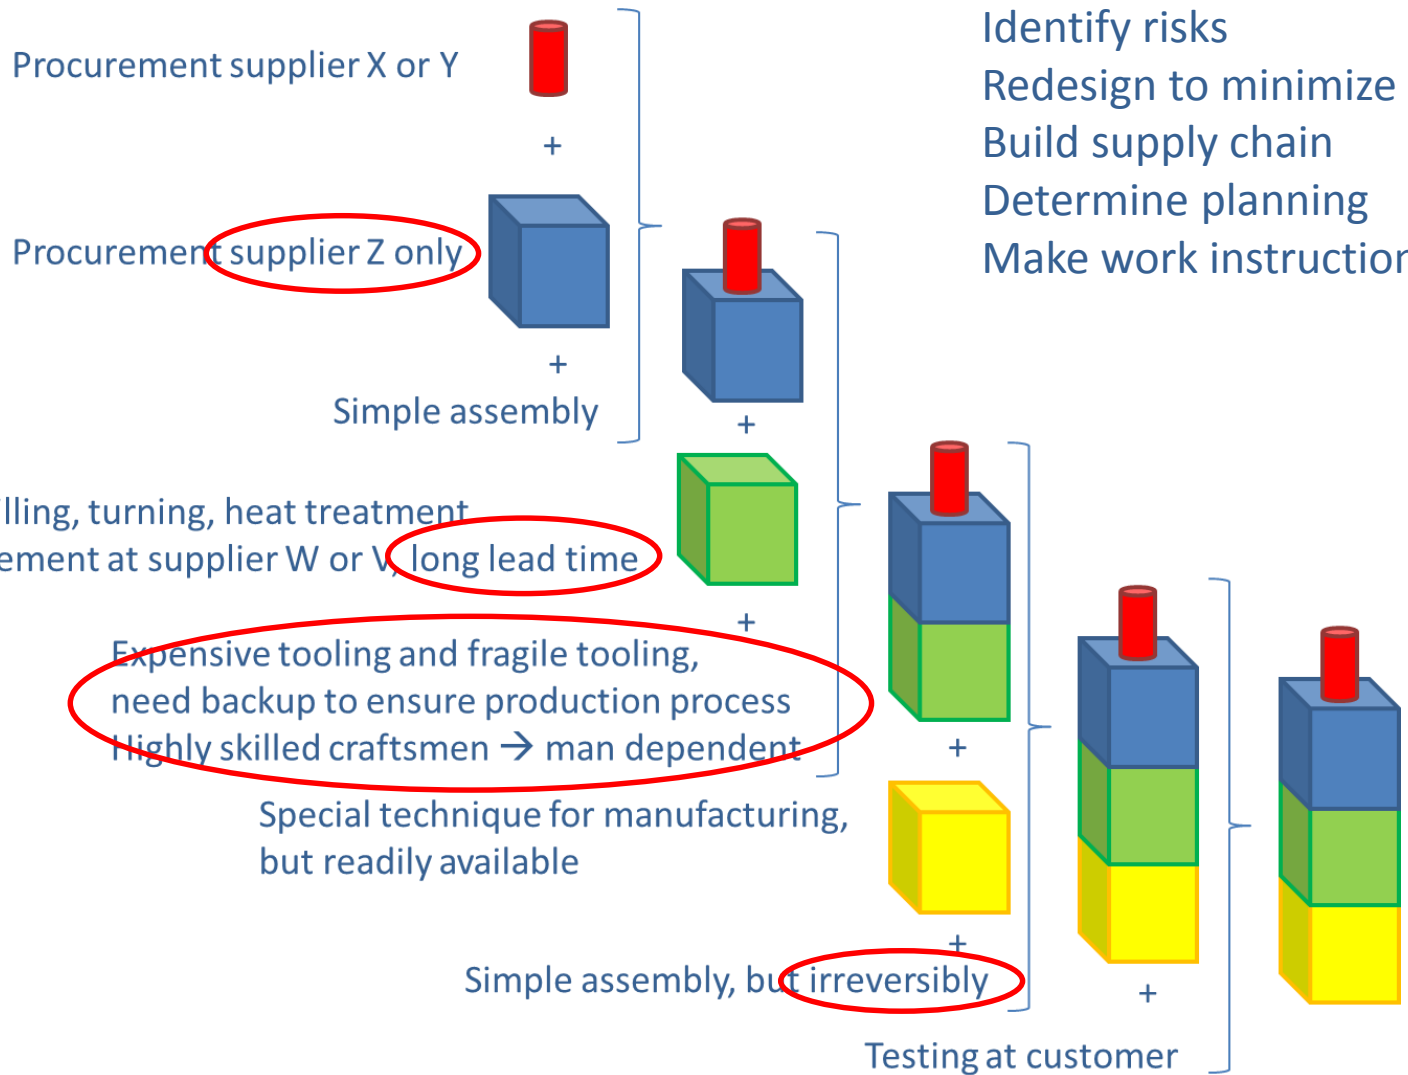 Procurement supplier X or Y
+
Procurement supplier Z only
+
Simple assembly
+
lling, turning, heat treatment
ement at supplier W or V, long lead time
+
Expensive tooling and fragile tooling,
need backup to ensure production process
Highly skilled craftsmen → man dependent
+
Special technique for manufacturing,
but readily available
+
Simple assembly, but irreversibly
+
Testing at customer
Identify risks
Redesign to minimize
Build supply chain
Determine planning
Make work instruction